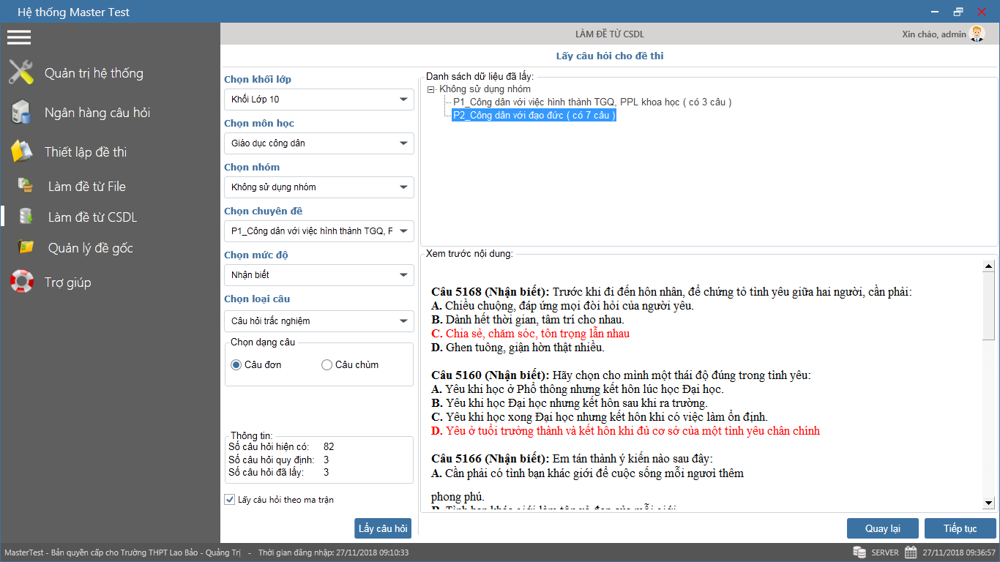 Hệ thống Master Test
LÀM ĐỀ TỪ CSDL
Xin chào, admin
Quản trị hệ thống
Ngân hàng câu hỏi
Thiết lập đề thi
Làm đề từ File
Làm đề từ CSDL
Quản lý đề gốc
Trợ giúp
Lấy câu hỏi cho đề thi
Chọn khối lớp
Khối Lớp 10
Chọn môn học
Giáo dục công dân
Chọn nhóm
Không sử dụng nhóm
Chọn chuyên đề
P1_Công dân với việc hình thành TGQ, F
Chọn mức độ
Nhận biết
Chọn loại câu
Câu hỏi trắc nghiệm
Chọn dạng câu
Câu đơn
Câu chùm
Thông tin:
Số câu hỏi hiện có: 82
Số câu hỏi quy định: 3
Số câu hỏi đã lấy: 3
Lấy câu hỏi theo ma trận
Lấy câu hỏi
Danh sách dữ liệu đã lấy:
Không sử dụng nhóm
P1_Công dân với việc hình thành TGQ, PPL khoa học ( có 3 câu )
P2_Công dân với đạo đức ( có 7 câu )
Xem trước nội dung:
Câu 5168 (Nhận biết): Trước khi đi đến hôn nhân, để chứng tỏ tình yêu giữa hai người, cần phải:
A. Chiều chuộng, đáp ứng mọi đòi hỏi của người yêu.
B. Dành hết thời gian, tâm trí cho nhau.
C. Chia sẻ, chăm sóc, tôn trọng lẫn nhau
D. Ghen tuông, giận hờn thật nhiều.
Câu 5160 (Nhận biết): Hãy chọn cho mình một thái độ đúng trong tình yêu:
A. Yêu khi học ở Phổ thông nhưng kết hôn lúc học Đại học.
B. Yêu khi học Đại học nhưng kết hôn sau khi ra trường.
C. Yêu khi học xong Đại học nhưng kết hôn khi có việc làm ổn định.
D. Yêu ở tuổi trưởng thành và kết hôn khi đủ cơ sở của một tình yêu chân chính
Câu 5166 (Nhận biết): Em tán thành ý kiến nào sau đây:
A. Cần phải có tình bạn khác giới để cuộc sống mỗi người thêm
phong phú.
B. Tình bạn khác giới làm tôn vẻ đẹp của mỗi giới
Quay lại
Tiếp tục
MasterTest - Bản quyền cấp cho Trường THPT Lao Bảo - Quảng Trị - Thời gian đăng nhập: 27/11/2018 09:10:33
SERVER
27/11/2018 09:36:57